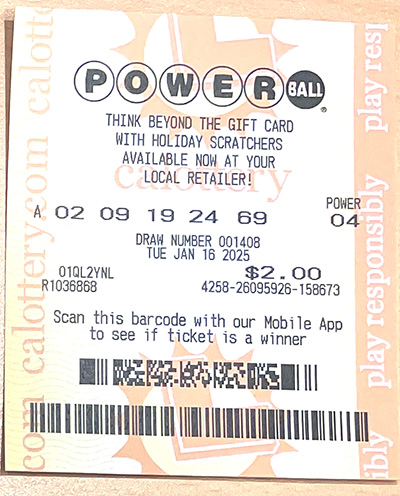 POWER BALL
®
THINK BEYOND THE GIFT CARD
WITH HOLIDAY SCRATCHERS
AVAILABLE NOW AT YOUR
LOCAL RETAILER!
calottery
A 02 09 19 24 69 POWER 04
DRAW NUMBER 001408
TUE JAN 16 2025
01QL2YNL $2.00
R1036868 4258-26095926-158673
Scan this barcode with our Mobile App
to see if ticket is a winner
com calottery.com calottery
play resp
play responsibly
ibly